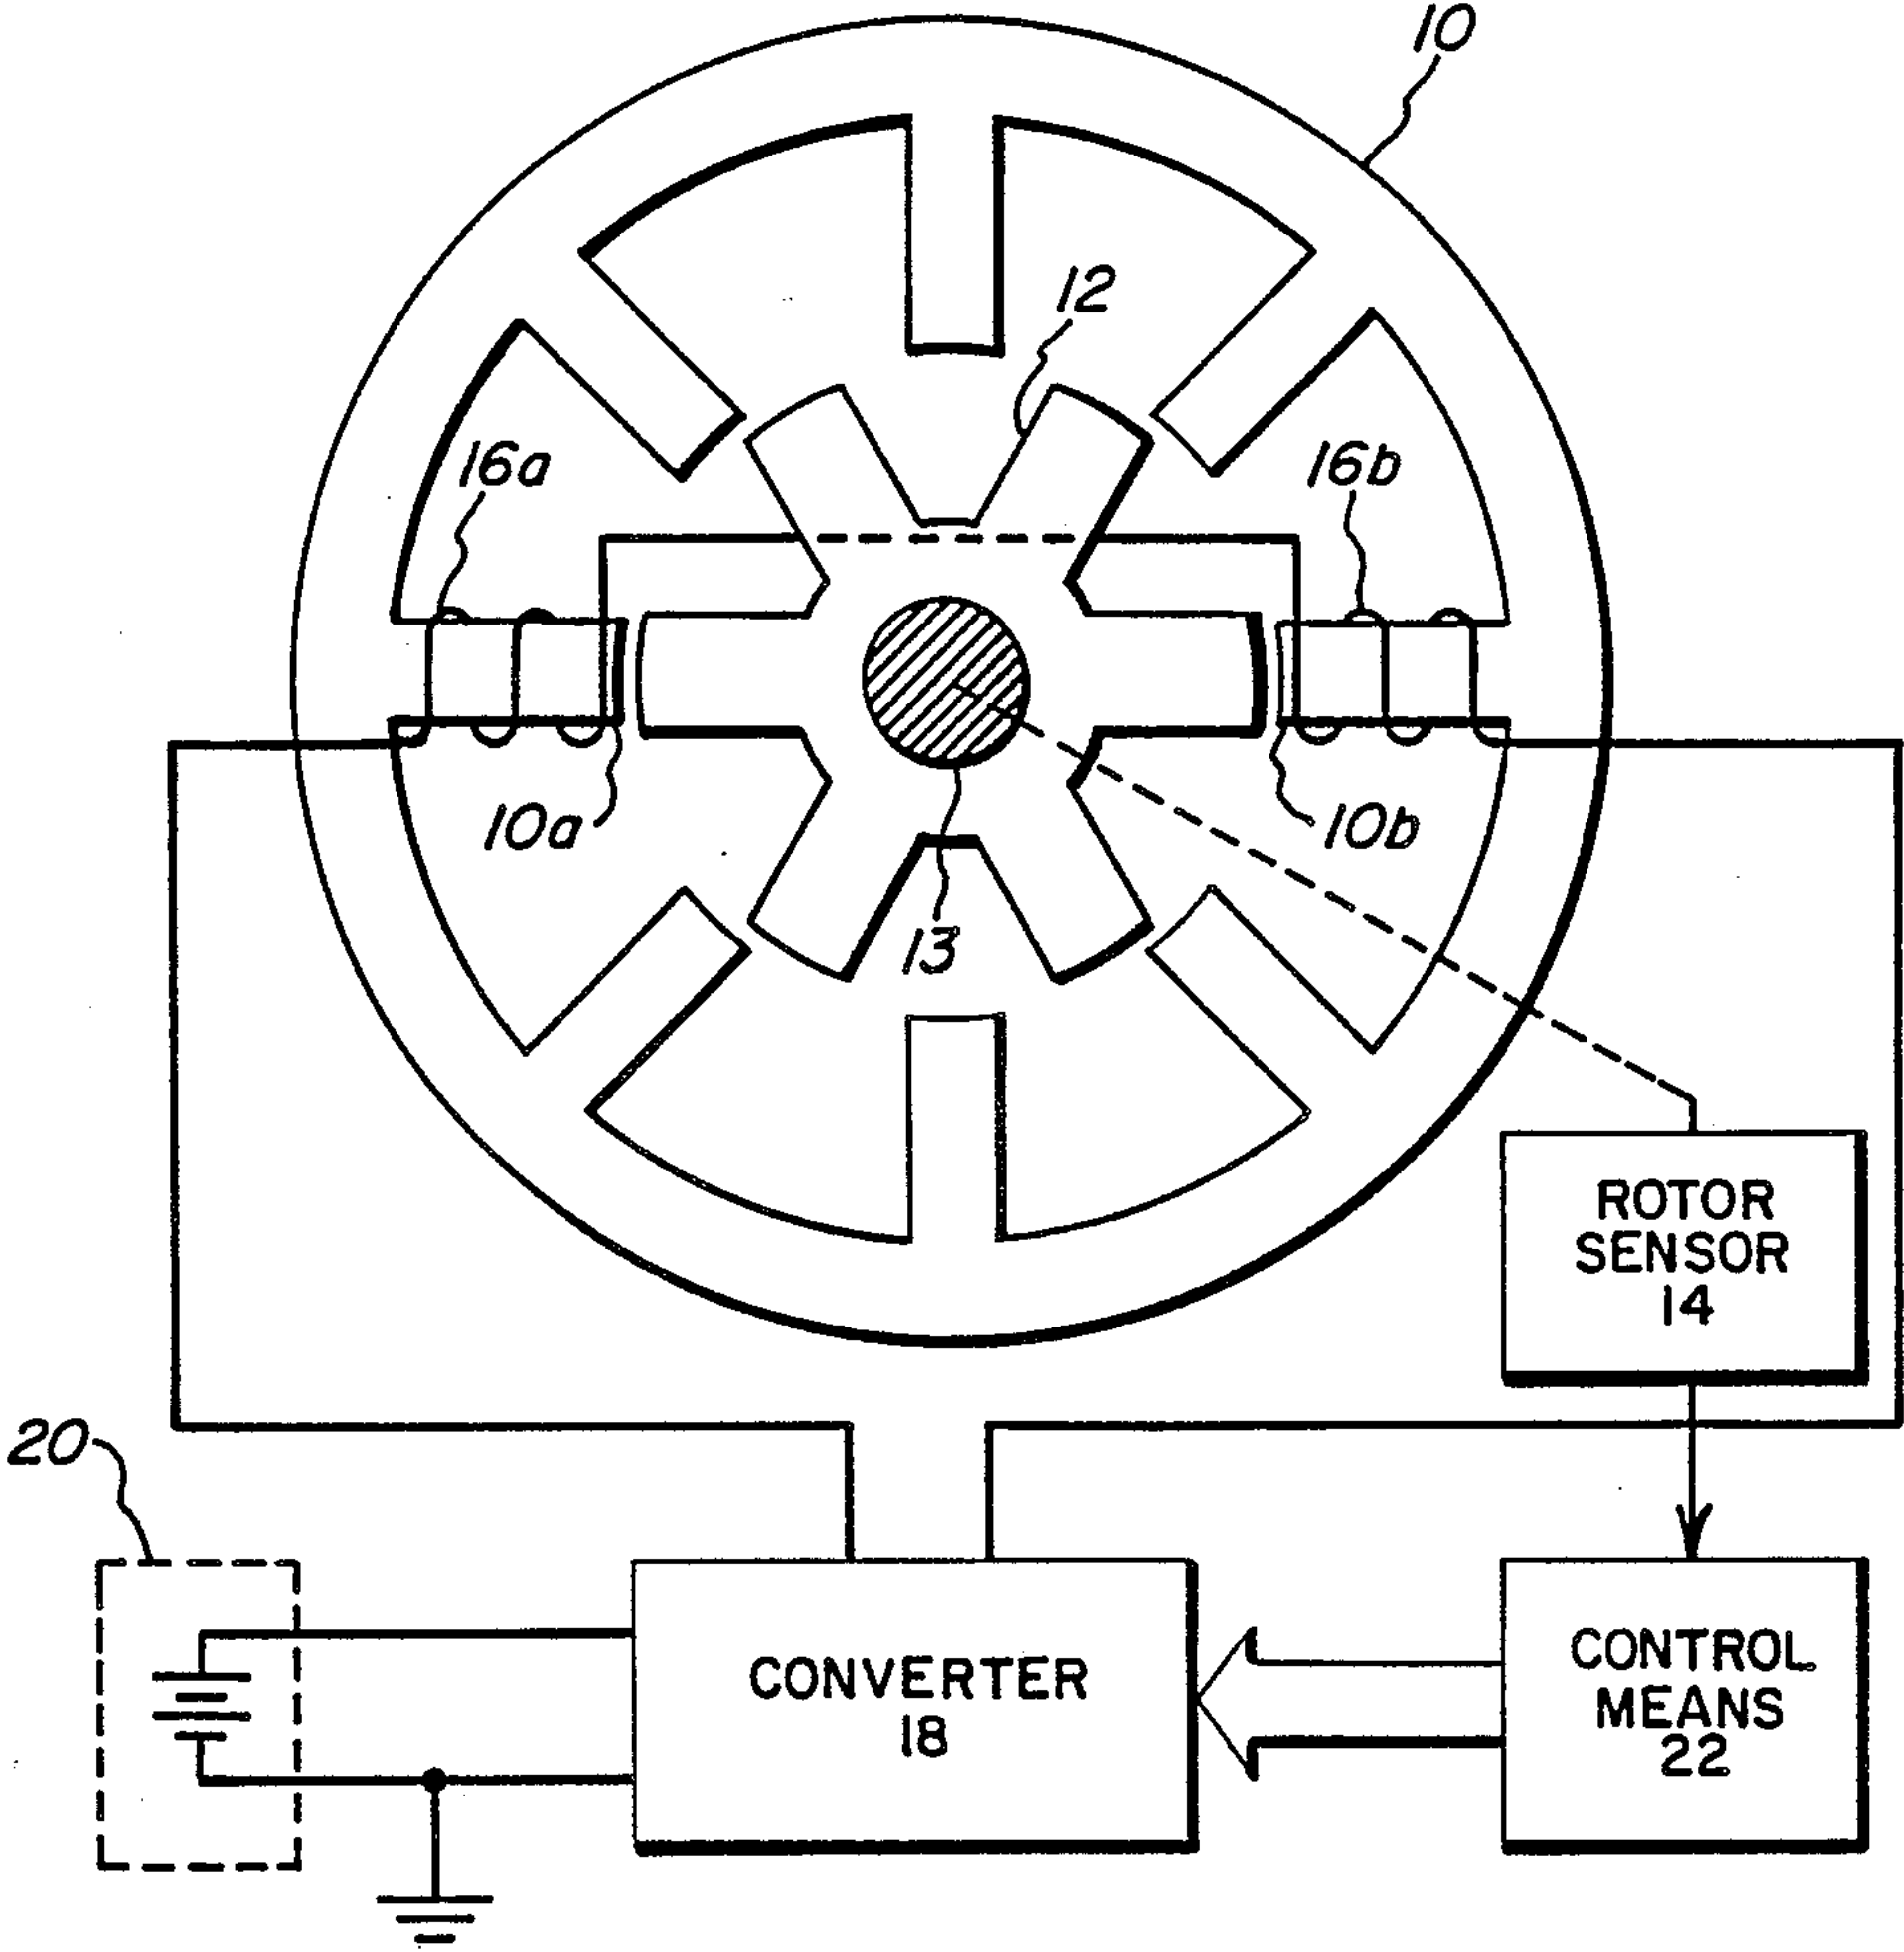 10
12
16a
16b
10a
10b
13
ROTOR
SENSOR
14
20
CONVERTER
18
CONTROL
MEANS
22